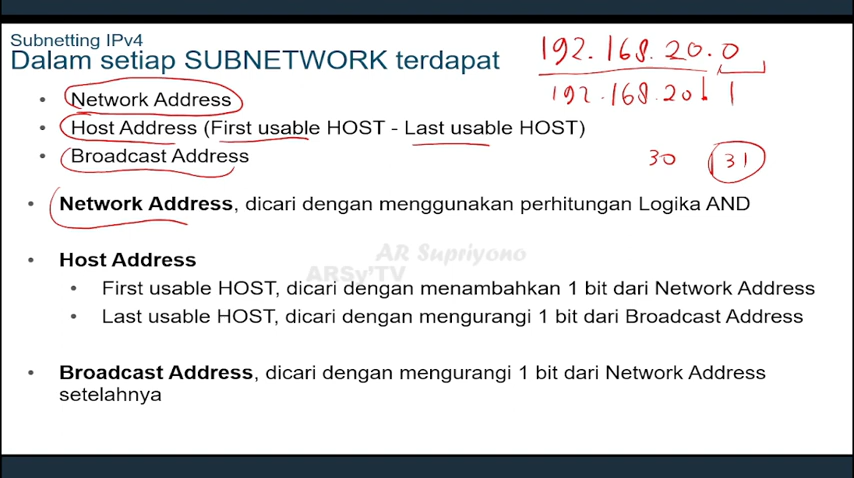 Subnetting IPv4
Dalam setiap SUBNETWORK terdapat
192.168.20.0
192.168.20.1
• Network Address
• Host Address (First usable HOST - Last usable HOST)
• Broadcast Address
30 31
• Network Address, dicari dengan menggunakan perhitungan Logika AND
AR Supriyono
ARSy'TV
• Host Address
• First usable HOST, dicari dengan menambahkan 1 bit dari Network Address
• Last usable HOST, dicari dengan mengurangi 1 bit dari Broadcast Address
• Broadcast Address, dicari dengan mengurangi 1 bit dari Network Address
setelahnya